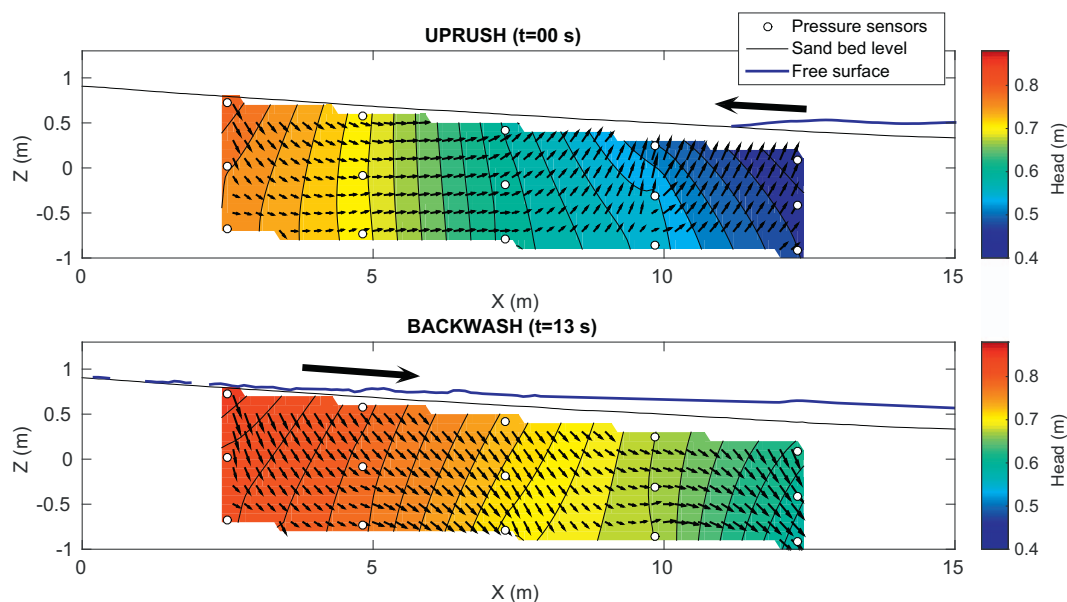 UPRUSH (t=00 s)
Pressure sensors
Sand bed level
Free surface
1
0.5
0
-0.5
-1
Z (m)
0
5
10
15
X (m)
0.8
0.7
0.6
0.5
0.4
Head (m)
BACKWASH (t=13 s)
1
0.5
0
-0.5
-1
Z (m)
0
5
10
15
X (m)
0.8
0.7
0.6
0.5
0.4
Head (m)